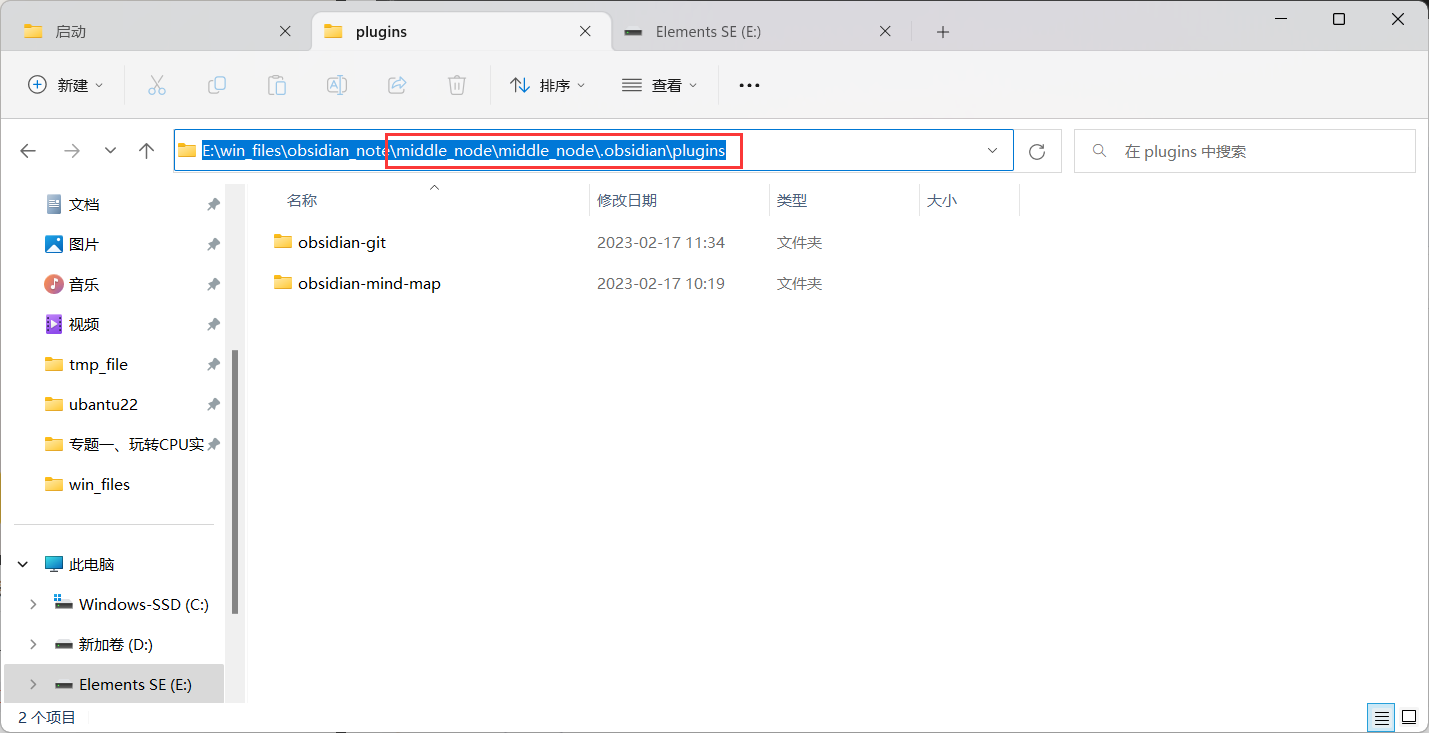 启动
plugins
Elements SE (E:)
新建
排序
查看
E:\win_files\obsidian_note\middle_node\middle_node\.obsidian\plugins
在 plugins 中搜索
名称
修改日期
类型
大小
obsidian-git
2023-02-17 11:34
文件夹
obsidian-mind-map
2023-02-17 10:19
文件夹
文档
图片
音乐
视频
tmp_file
ubantu22
专题一、玩转CPU实
win_files
此电脑
Windows-SSD (C:)
新加卷 (D:)
Elements SE (E:)
2 个项目